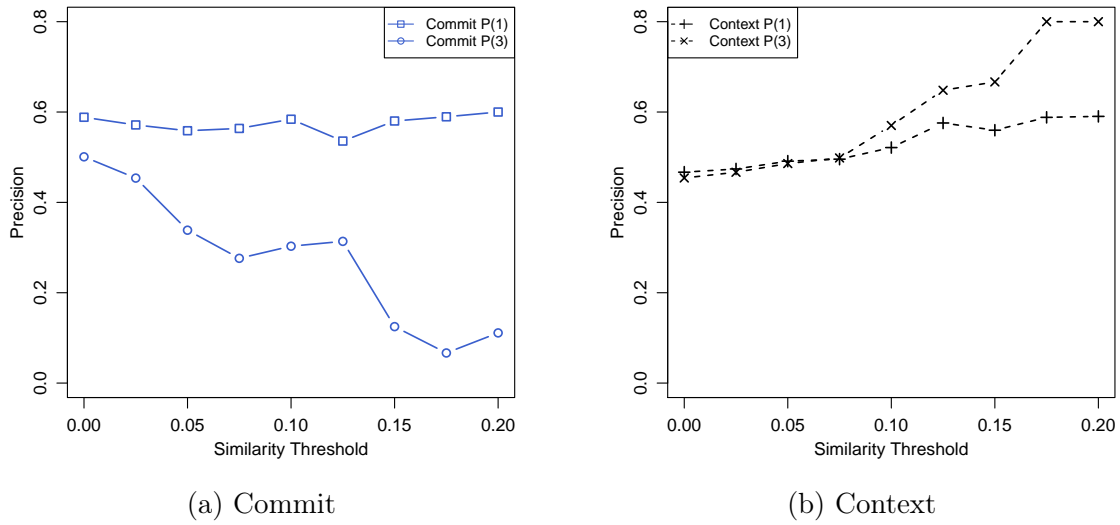 Commit P(1)
Commit P(3)
Precision
0.8
0.6
0.4
0.2
0.0
0.00 0.05 0.10 0.15 0.20
Similarity Threshold
(a) Commit
Context P(1)
Context P(3)
Precision
0.8
0.6
0.4
0.2
0.0
0.00 0.05 0.10 0.15 0.20
Similarity Threshold
(b) Context